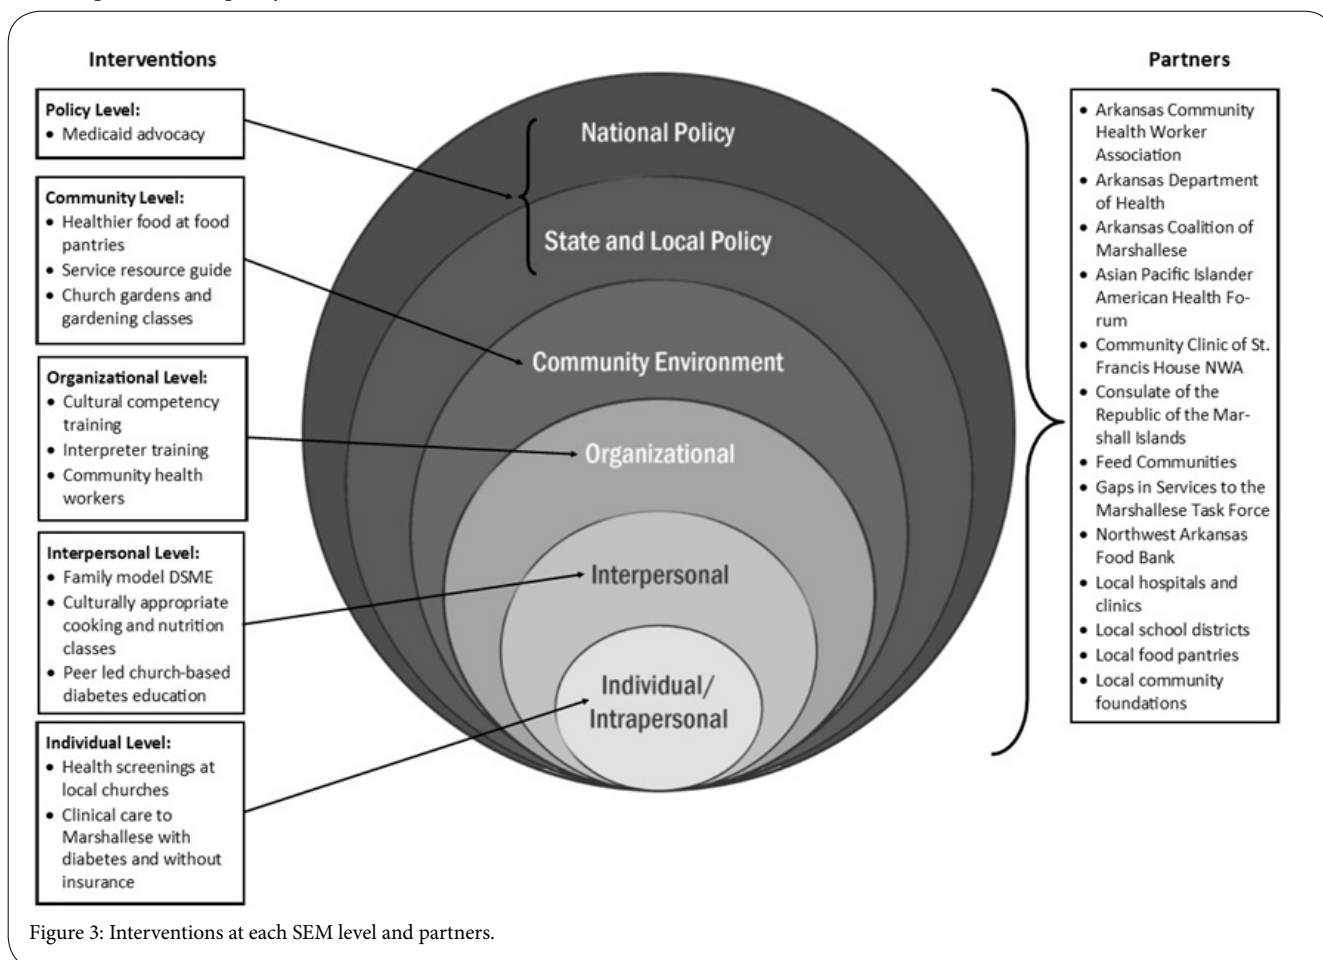 Interventions
Policy Level:
• Medicaid advocacy
Community Level:
• Healthier food at food
pantries
• Service resource guide
• Church gardens and
gardening classes
Organizational Level:
• Cultural competency
training
• Interpreter training
• Community health
workers
Interpersonal Level:
• Family model DSME
• Culturally appropriate
cooking and nutrition
classes
• Peer led church-based
diabetes education
Individual Level:
• Health screenings at
local churches
• Clinical care to
Marshallese with
diabetes and without
insurance
National Policy
State and Local Policy
Community Environment
Organizational
Interpersonal
Individual/
Intrapersonal
Partners
• Arkansas Community
Health Worker
Association
• Arkansas Department
of Health
• Arkansas Coalition of
Marshallese
• Asian Pacific Islander
American Health Fo-
rum
• Community Clinic of St.
Francis House NWA
• Consulate of the
Republic of the Mar-
shall Islands
• Feed Communities
• Gaps in Services to the
Marshallese Task Force
• Northwest Arkansas
Food Bank
• Local hospitals and
clinics
• Local school districts
• Local food pantries
• Local community
foundations
Figure 3: Interventions at each SEM level and partners.